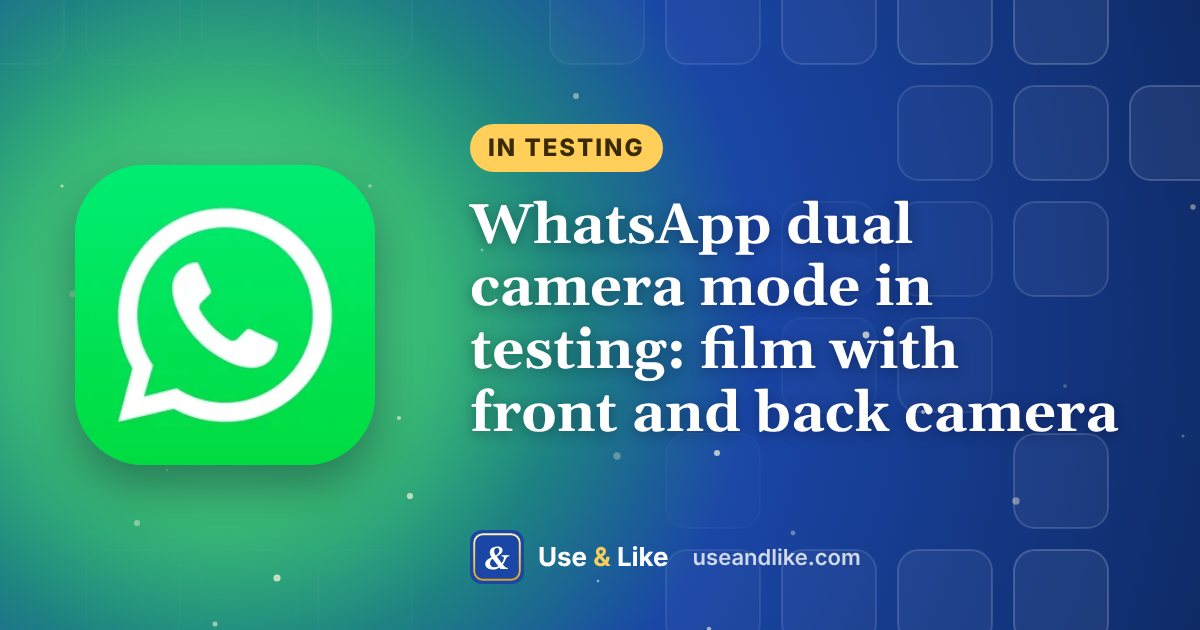 IN TESTING
WhatsApp dual
camera mode in
testing: film with
front and back camera
& Use & Like useandlike.com